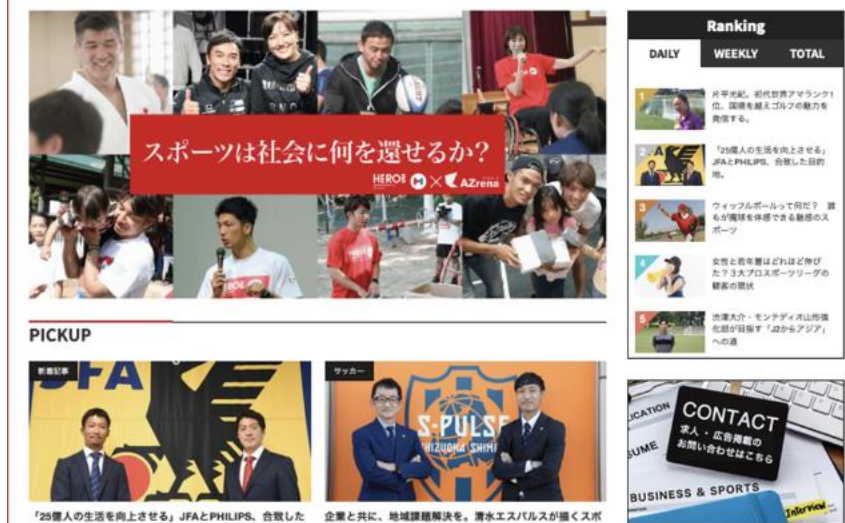 スポーツは社会に何を還せるか?
HEROs × AZrena
PICKUP
新着記事
JFA
「25億人の生活を向上させる」JFAとPHILIPS、合致した
サッカー
S-PULSE
SHIMIZU
企業と共に、地域課題解決を。清水エスパルスが描くスポ
Ranking
DAILY WEEKLY TOTAL
1
片平光紀。初代世界アマランク1
位、国境を越えゴルフの魅力を
発信する。
2
「25億人の生活を向上させる」
JFAとPHILIPS、合致した目的
地。
3
ウィッフルボールって何だ? 誰
もが魔球を体感できる魅惑のス
ポーツ
4
女性と若年層はどれほど伸び
た?3大プロスポーツリーグの
顧客の現状
5
渋澤大介・モンテディオ山形強
化部が目指す「J2からアジア」
への道
CONTACT
求人・広告掲載の
お問い合わせはこちら
BUSINESS & SPORTS
Interview